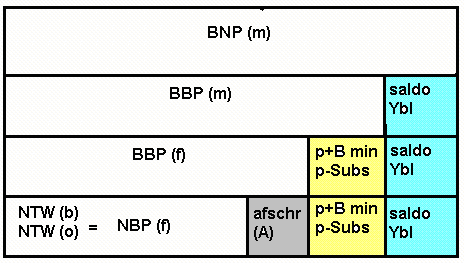 BNP (m)
BBP (m)
saldo
Ybl
BBP (f)
p+B min
p-Subs
saldo
Ybl
NTW (b)
NTW (o) = NBP (f)
afschr
(A)
p+B min
p-Subs
saldo
Ybl